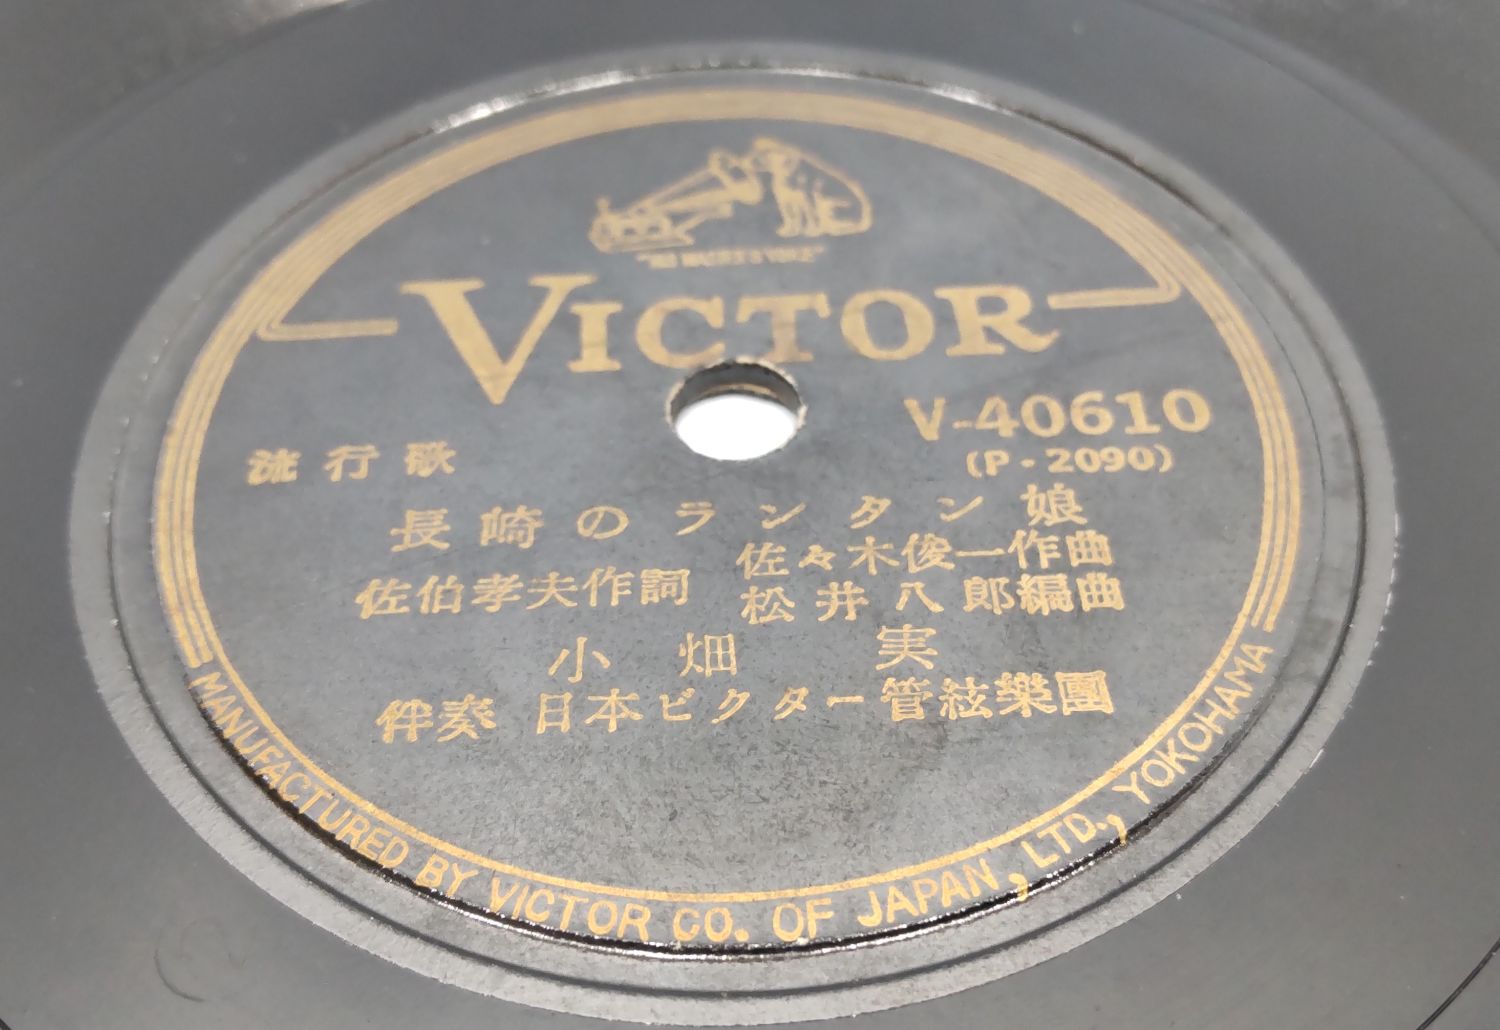 "HIS MASTER'S VOICE"
VICTOR
V-40610
(P・2090)
流行歌
長崎のランタン娘
佐伯孝夫作詞 佐々木俊一作曲
松井八郎編曲
小畑実
伴奏 日本ビクター管絃樂團
MANUFACTURED BY VICTOR CO. OF JAPAN, LTD., YOKOHAMA